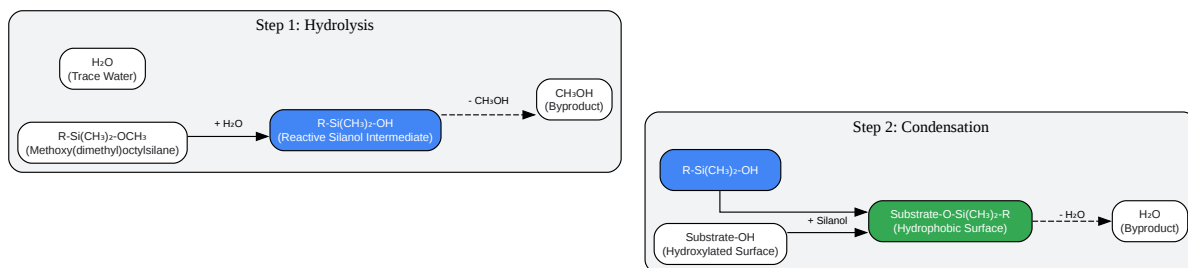 Step 1: Hydrolysis
H₂O
(Trace Water)
R-Si(CH₃)₂-OCH₃
(Methoxy(dimethyl)octylsilane)
+ H₂O
R-Si(CH₃)₂-OH
(Reactive Silanol Intermediate)
- CH₃OH
CH₃OH
(Byproduct)
Step 2: Condensation
R-Si(CH₃)₂-OH
Substrate-OH
(Hydroxylated Surface)
+ Silanol
Substrate-O-Si(CH₃)₂-R
(Hydrophobic Surface)
- H₂O
H₂O
(Byproduct)